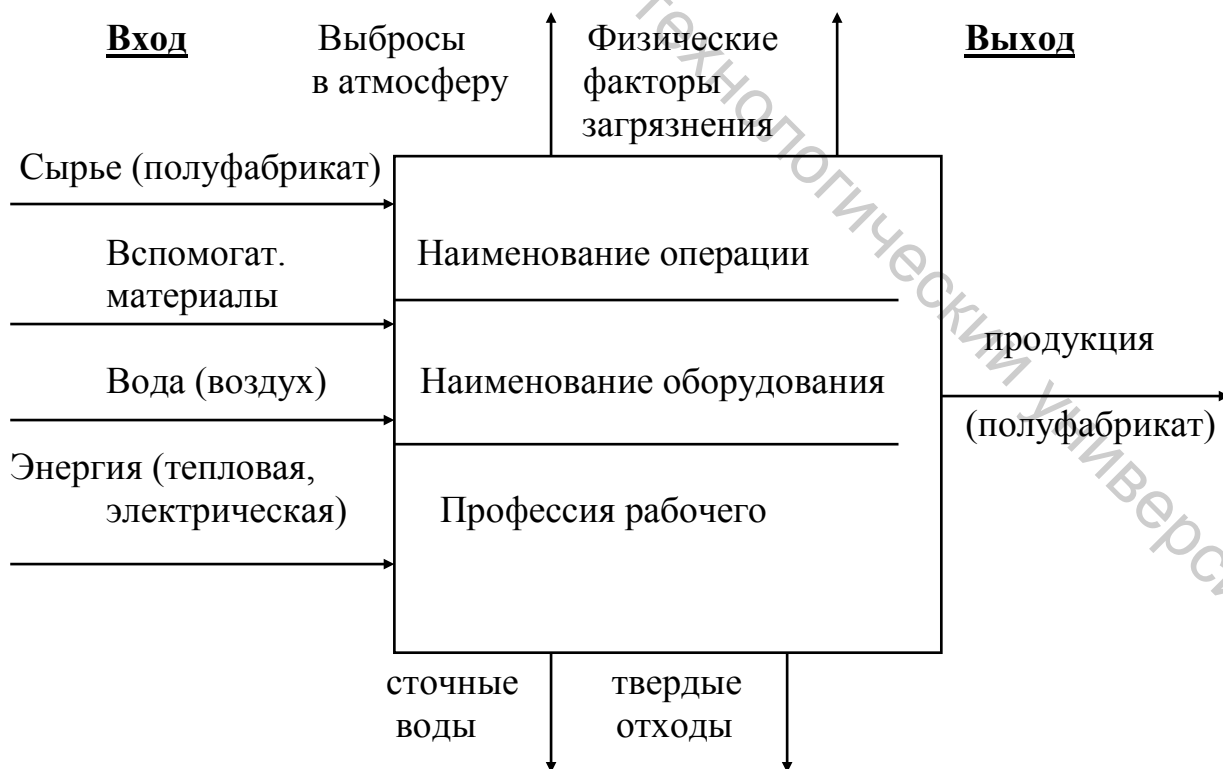 Вход
Выбросы
в атмосферу
Физические
факторы
загрязнения
Выход
Сырье (полуфабрикат)
Вспомогат.
материалы
Вода (воздух)
Энергия (тепловая,
электрическая)
Наименование операции
Наименование оборудования
Профессия рабочего
продукция
(полуфабрикат)
сточные
воды
твердые
отходы
технологический